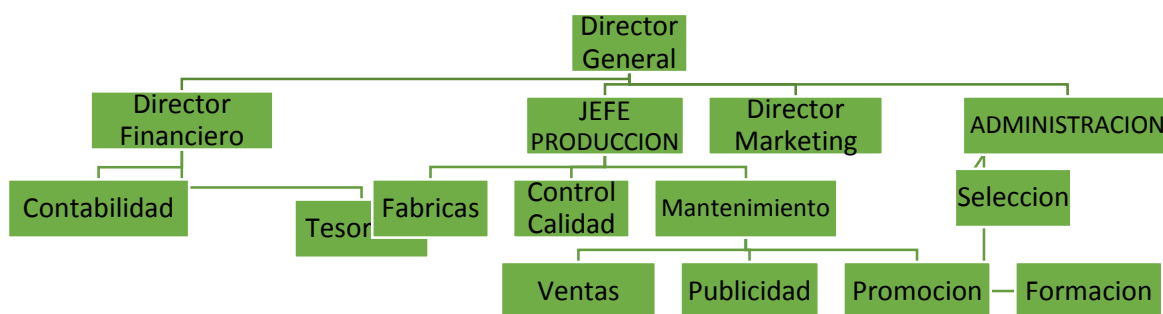 Director
General
Director
Financiero
JEFE
PRODUCCION
Director
Marketing
ADMINISTRACION
Contabilidad
Tesor
Fabricas
Control
Calidad
Mantenimiento
Seleccion
Ventas
Publicidad
Promocion
Formacion